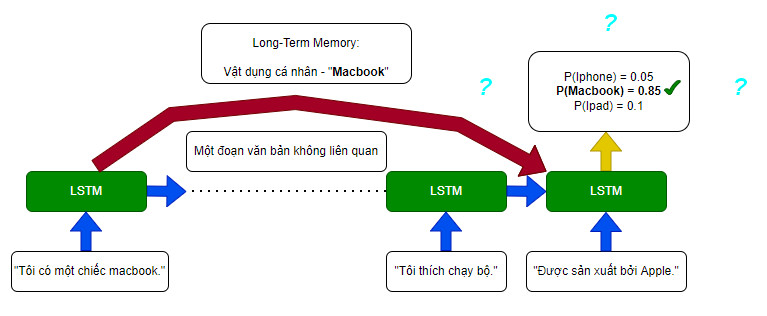 ?
Long-Term Memory:
Vật dụng cá nhân - "Macbook"
?
?
P(Iphone) = 0.05
P(Macbook) = 0.85
P(Ipad) = 0.1
Một đoạn văn bản không liên quan
LSTM
LSTM
LSTM
"Tôi có một chiếc macbook."
"Tôi thích chạy bộ."
"Được sản xuất bởi Apple."